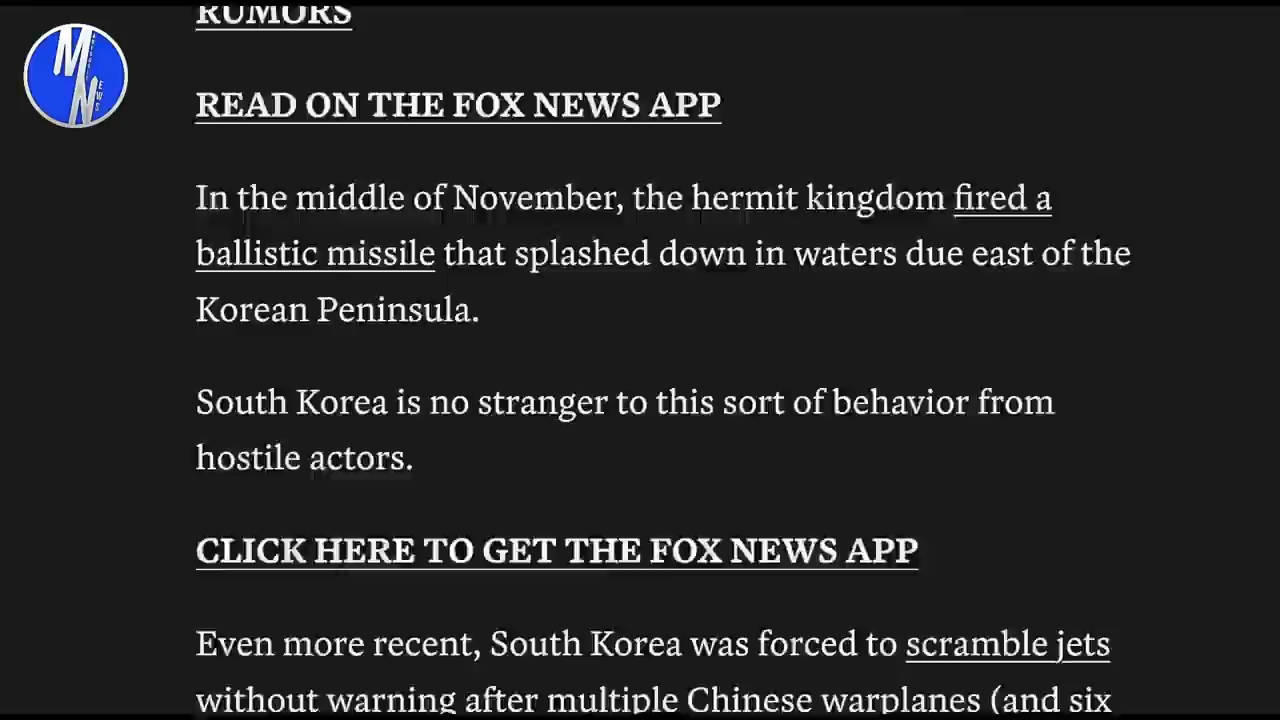 RUMORS
READ ON THE FOX NEWS APP
In the middle of November, the hermit kingdom fired a
ballistic missile that splashed down in waters due east of the
Korean Peninsula.
South Korea is no stranger to this sort of behavior from
hostile actors.
CLICK HERE TO GET THE FOX NEWS APP
Even more recent, South Korea was forced to scramble jets
without warning after multiple Chinese warplanes (and six